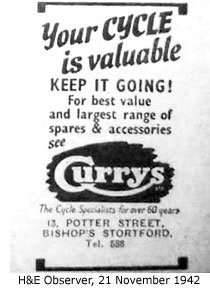 Your CYCLE
is valuable
KEEP IT GOING!
For best value
and largest range of
spares & accessories
see
Currys
LTD
The Cycle Specialists for over 60 years
13, POTTER STREET,
BISHOP'S STORTFORD.
Tel. 588
H&E Observer, 21 November 1942